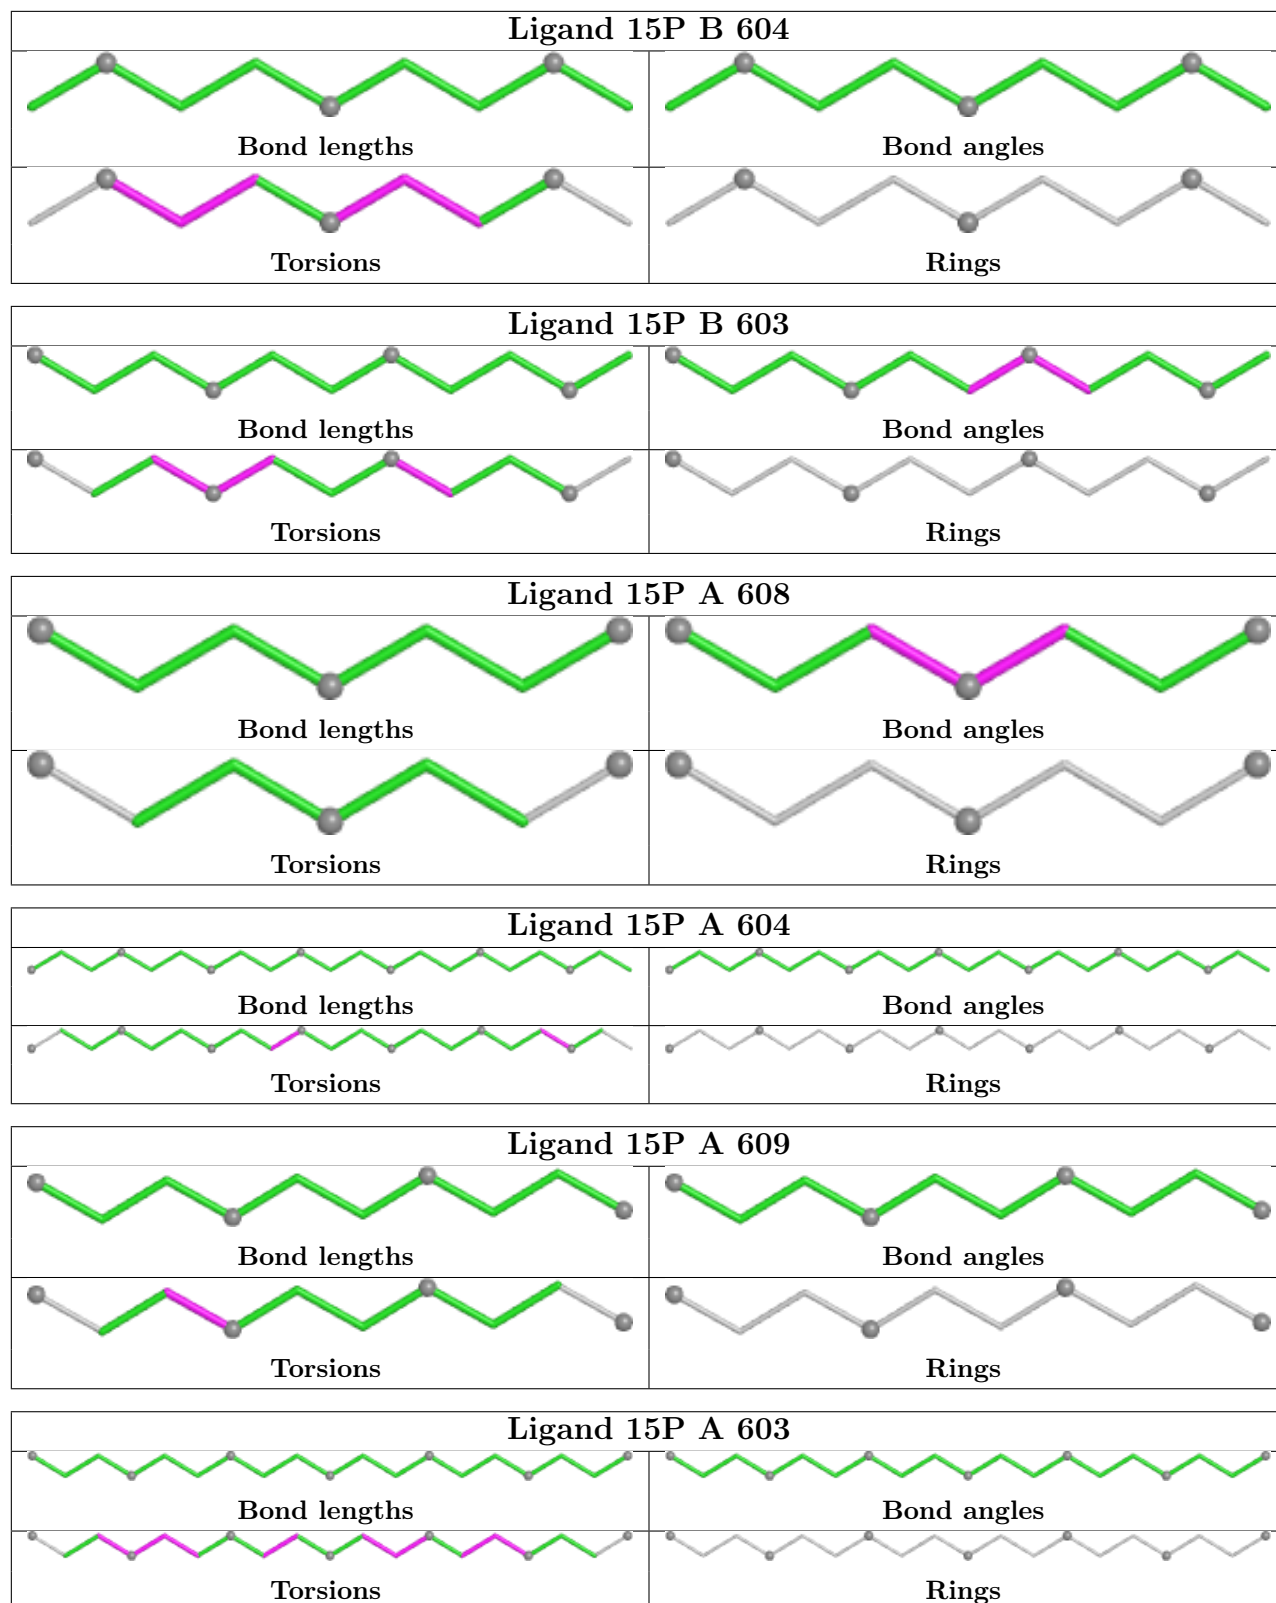 Ligand 15P B 604
Bond lengths
Bond angles
Torsions
Rings
Ligand 15P B 603
Bond lengths
Bond angles
Torsions
Rings
Ligand 15P A 608
Bond lengths
Bond angles
Torsions
Rings
Ligand 15P A 604
Bond lengths
Bond angles
Torsions
Rings
Ligand 15P A 609
Bond lengths
Bond angles
Torsions
Rings
Ligand 15P A 603
Bond lengths
Bond angles
Torsions
Rings